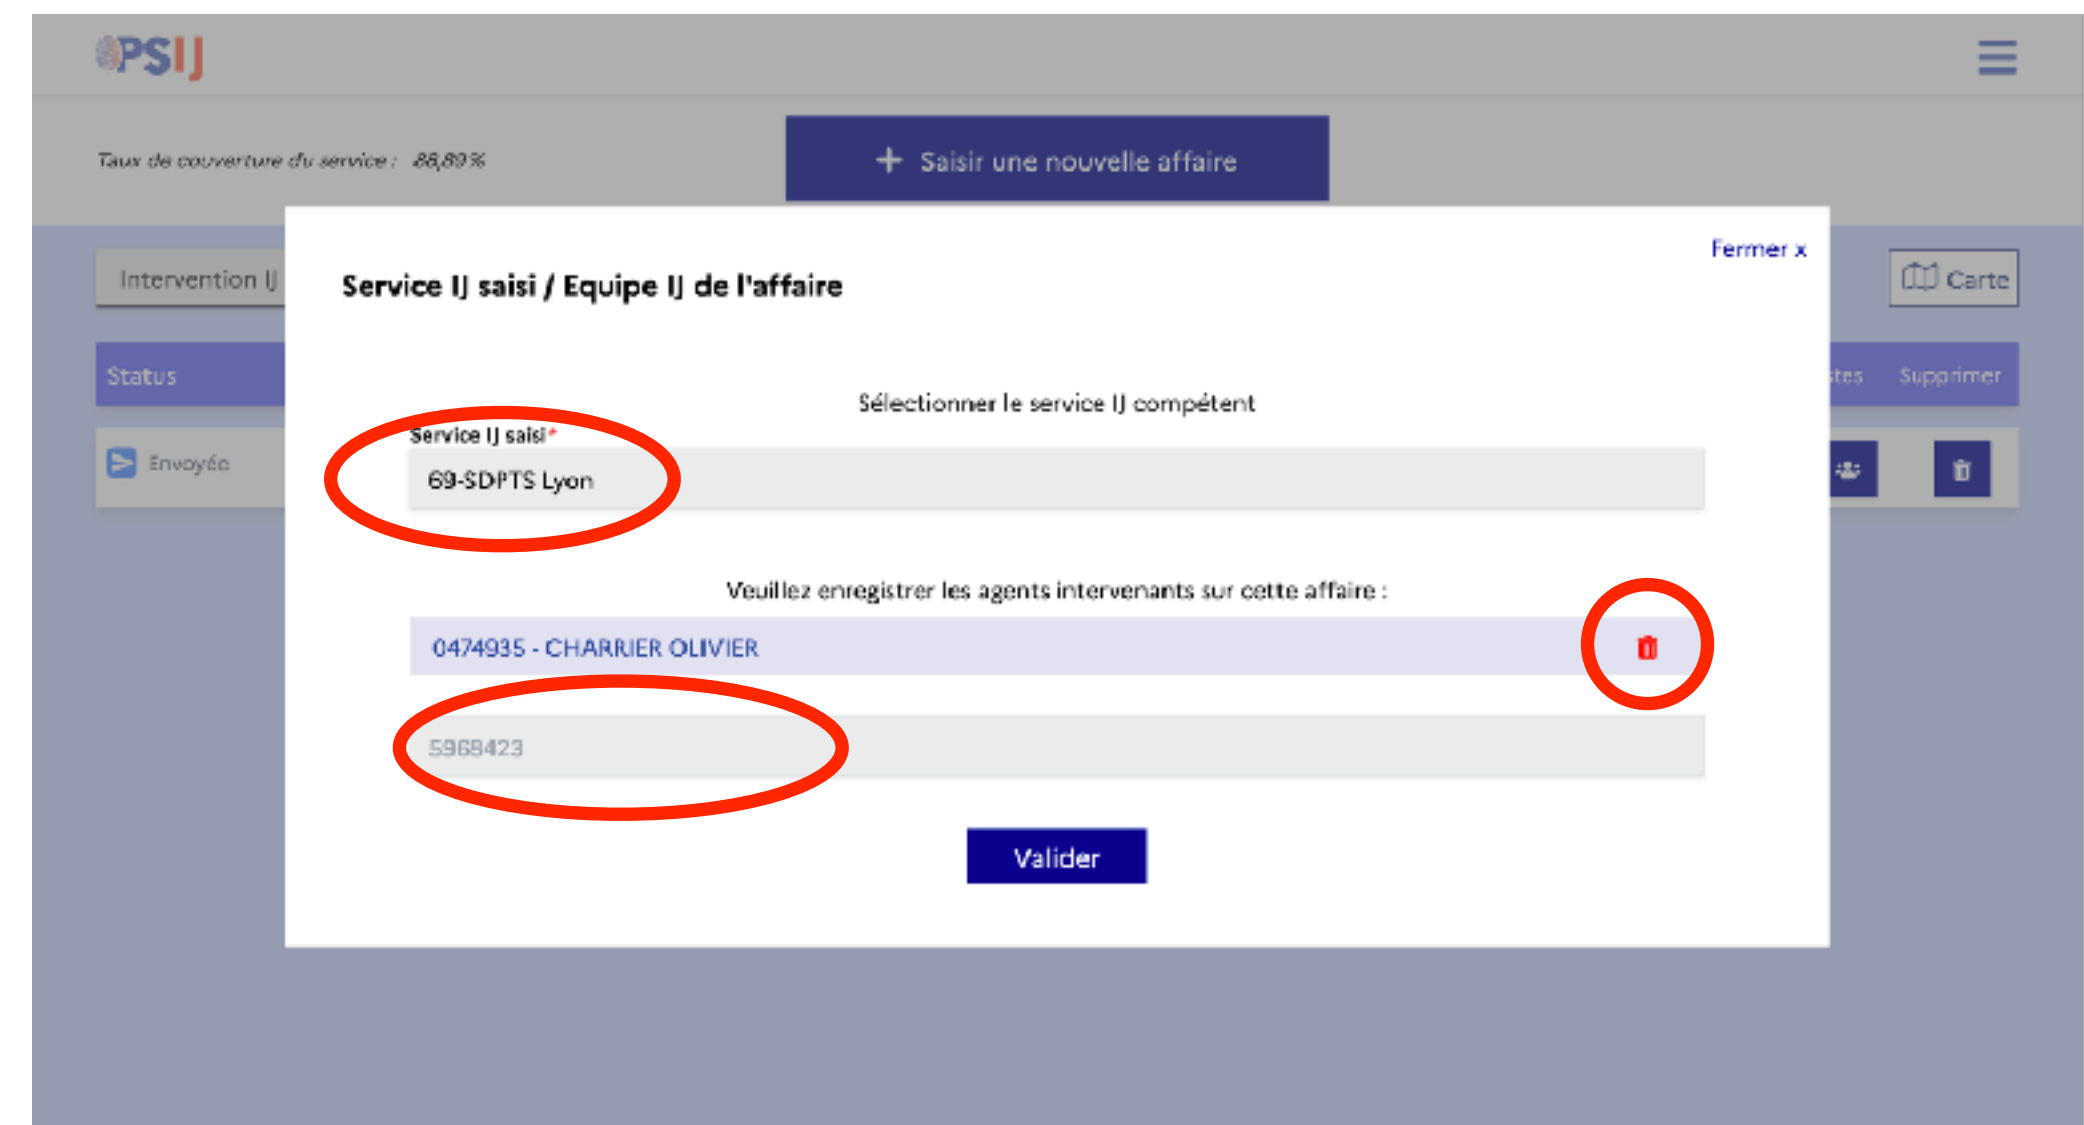 PSIJ
Taux de couverture du service : 88,89%
+ Saisir une nouvelle affaire
Fermer x
Intervention IJ
Service IJ saisi / Equipe IJ de l'affaire
Carte
Status
Supprimer
Sélectionner le service IJ compétent
Service IJ saisi*
Envoyée
69-SDPTS Lyon
Veuillez enregistrer les agents intervenants sur cette affaire :
0474935 - CHARRIER OLIVIER
5968423
Valider